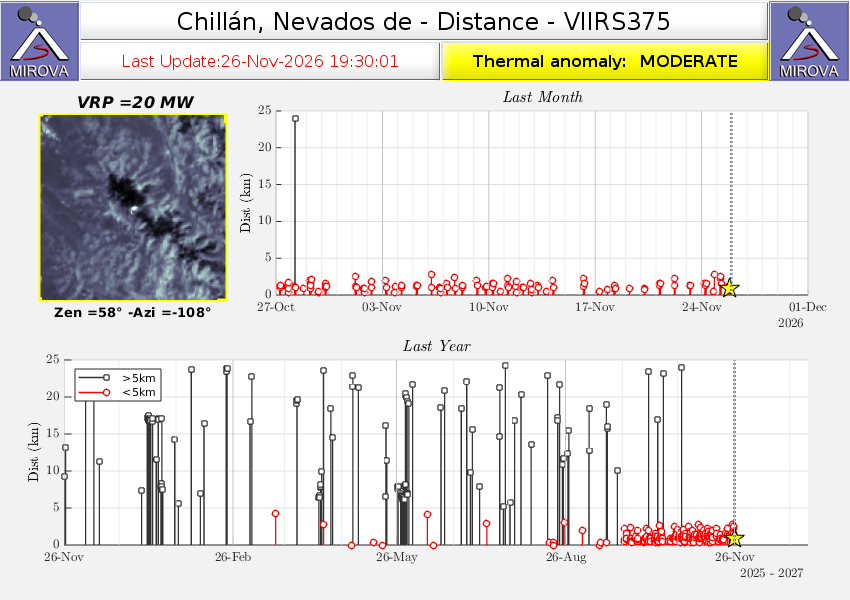 Chillán, Nevados de - Distance - VIIRS375
MIROVA
Last Update:26-Nov-2026 19:30:01
Thermal anomaly: MODERATE
MIROVA
VRP =20 MW
Zen =58° -Azi =-108°
Last Month
Dist (km)
25
20
15
10
5
0
27-Oct 03-Nov 10-Nov 17-Nov 24-Nov 01-Dec
2026
Last Year
Dist (km)
25
20
15
10
5
0
>5km
<5km
26-Nov 26-Feb 26-May 26-Aug 26-Nov
2025 - 2027